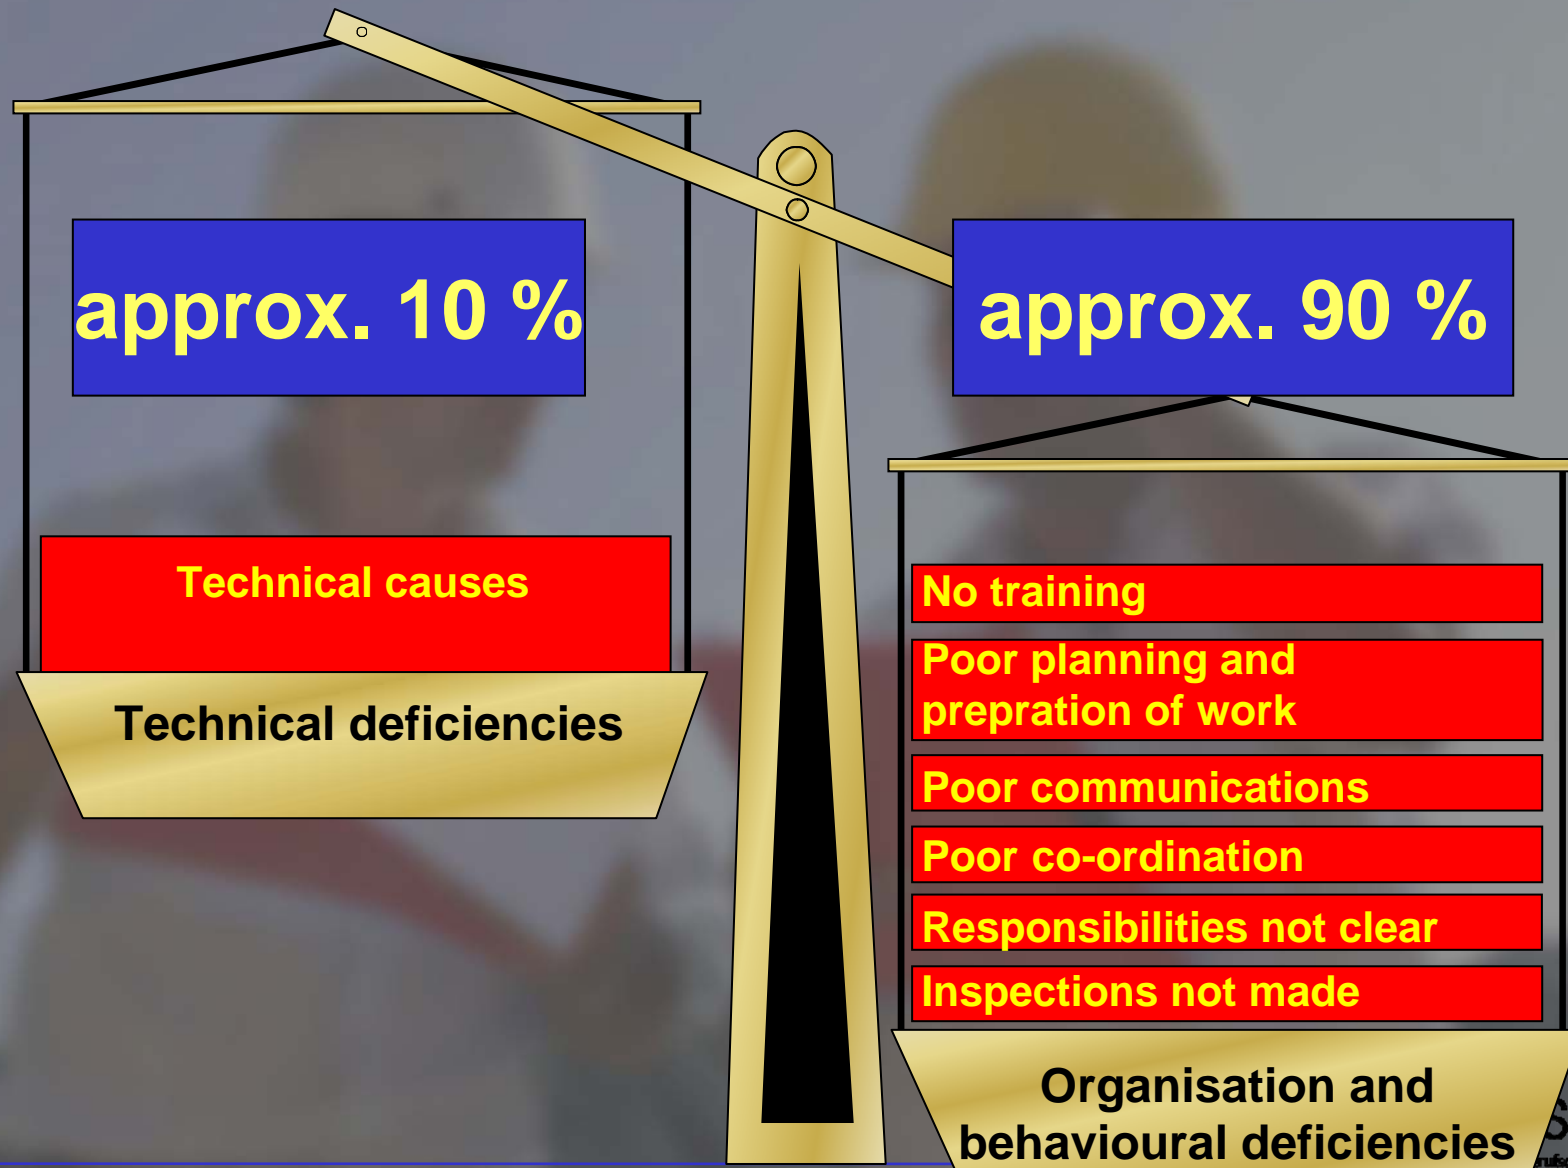 approx. 10 %
approx. 90 %
Technical causes
Technical deficiencies
No training
Poor planning and
prepration of work
Poor communications
Poor co-ordination
Responsibilities not clear
Inspections not made
Organisation and
behavioural deficiencies